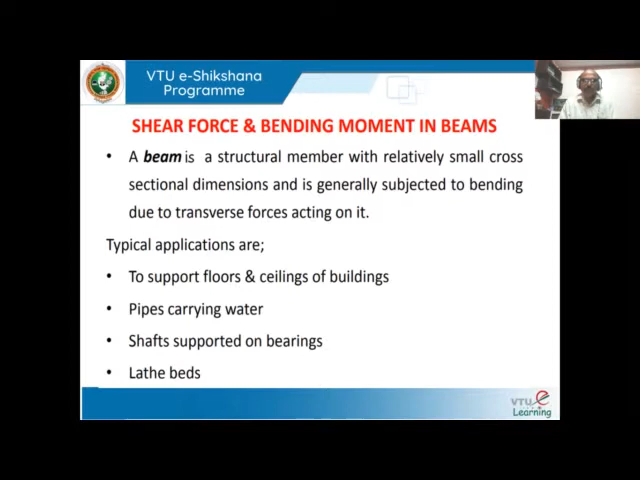 VTU e-Shikshana
Programme
SHEAR FORCE & BENDING MOMENT IN BEAMS
• A beam is a structural member with relatively small cross
sectional dimensions and is generally subjected to bending
due to transverse forces acting on it.
Typical applications are;
• To support floors & ceilings of buildings
• Pipes carrying water
• Shafts supported on bearings
• Lathe beds
VTU e
Learning